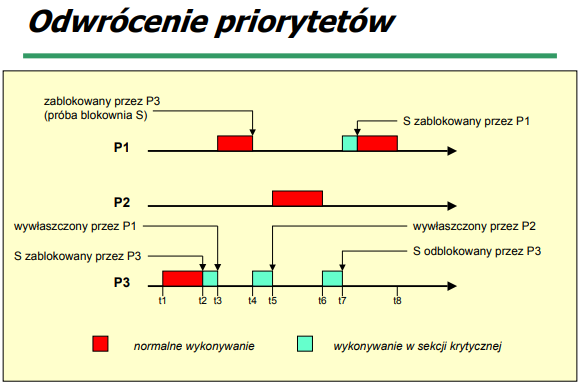 Odwrócenie priorytetów
zablokowany przez P3
(próba blokownia S)
S zablokowany przez P1
P1
P2
wywłaszczony przez P1
wywłaszczony przez P2
S zablokowany przez P3
S odblokowany przez P3
P3
t1 t2 t3 t4 t5 t6 t7 t8
normalne wykonywanie
wykonywanie w sekcji krytycznej